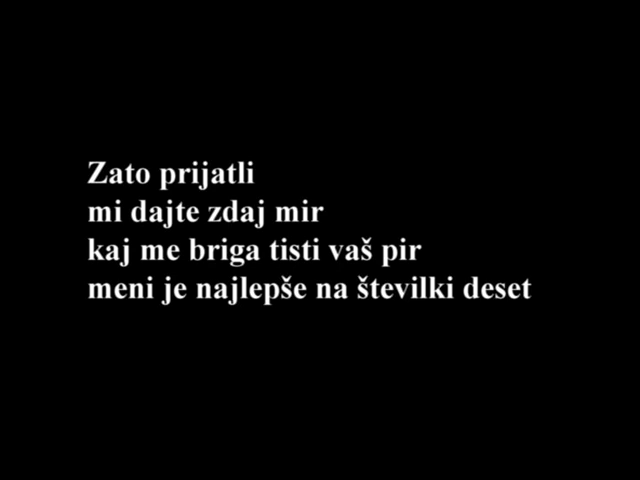 Zato prijatli
mi dajte zdaj mir
kaj me briga tisti vaš pir
meni je najlepše na številki deset